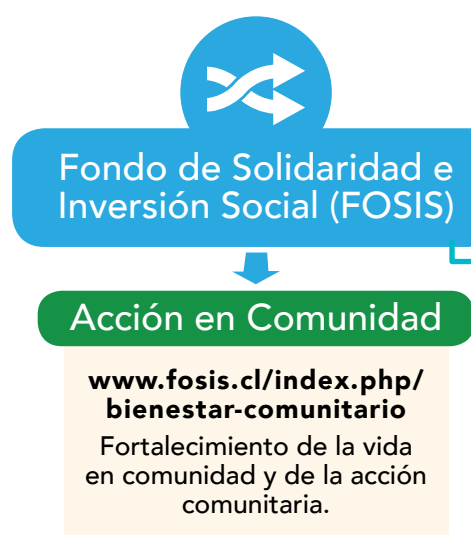 Fondo de Solidaridad e
Inversión Social (FOSIS)
Acción en Comunidad
www.fosis.cl/index.php/
bienestar-comunitario
Fortalecimiento de la vida
en comunidad y de la acción
comunitaria.